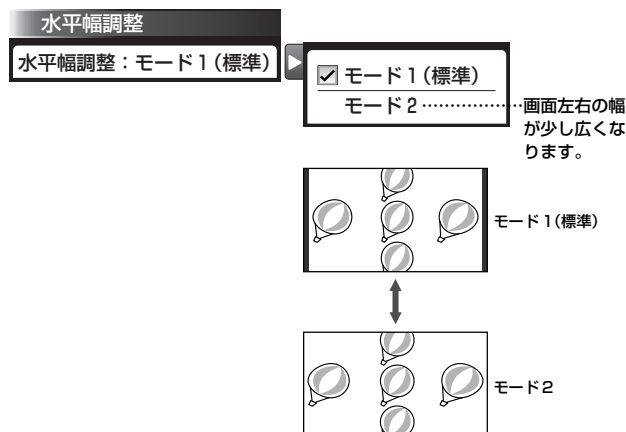 水平幅調整
水平幅調整：モード1（標準）
モード1（標準）
モード2 ……………… 画面左右の幅
が少し広くな
ります。
モード1（標準）
モード2